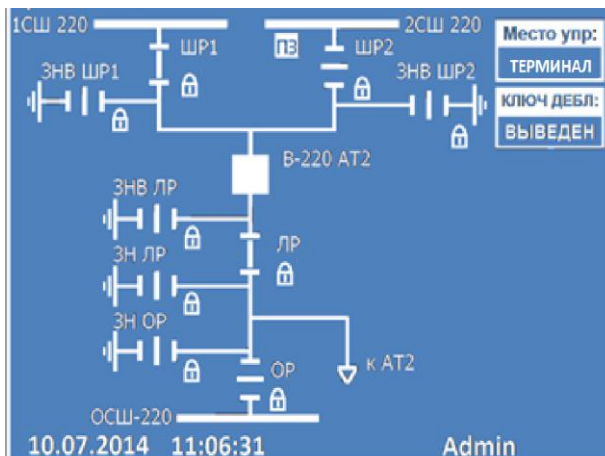 1СШ 220
2СШ 220
ШР1
ПЗ
ШР2
Место упр:
ТЕРМИНАЛ
ЗНВ ШР1
ЗНВ ШР2
КЛЮЧ ДЕБЛ:
ВЫВЕДЕН
В-220 АТ2
ЗНВ ЛР
ЛР
ЗН ЛР
ЗН ОР
к АТ2
ОР
ОСШ-220
10.07.2014 11:06:31 Admin